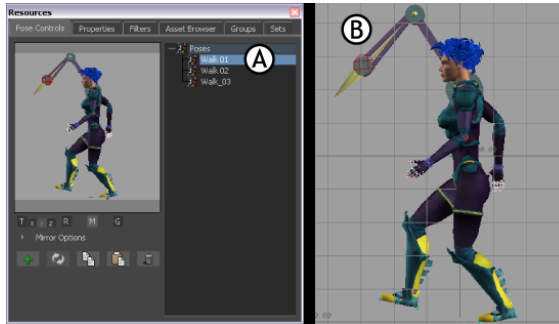 Resources
Pose Controls Properties Filters Asset Browser Groups Sets
Poses
Walk.01
Walk.02
Walk_03
A
B
T x y z R M G
Mirror Options